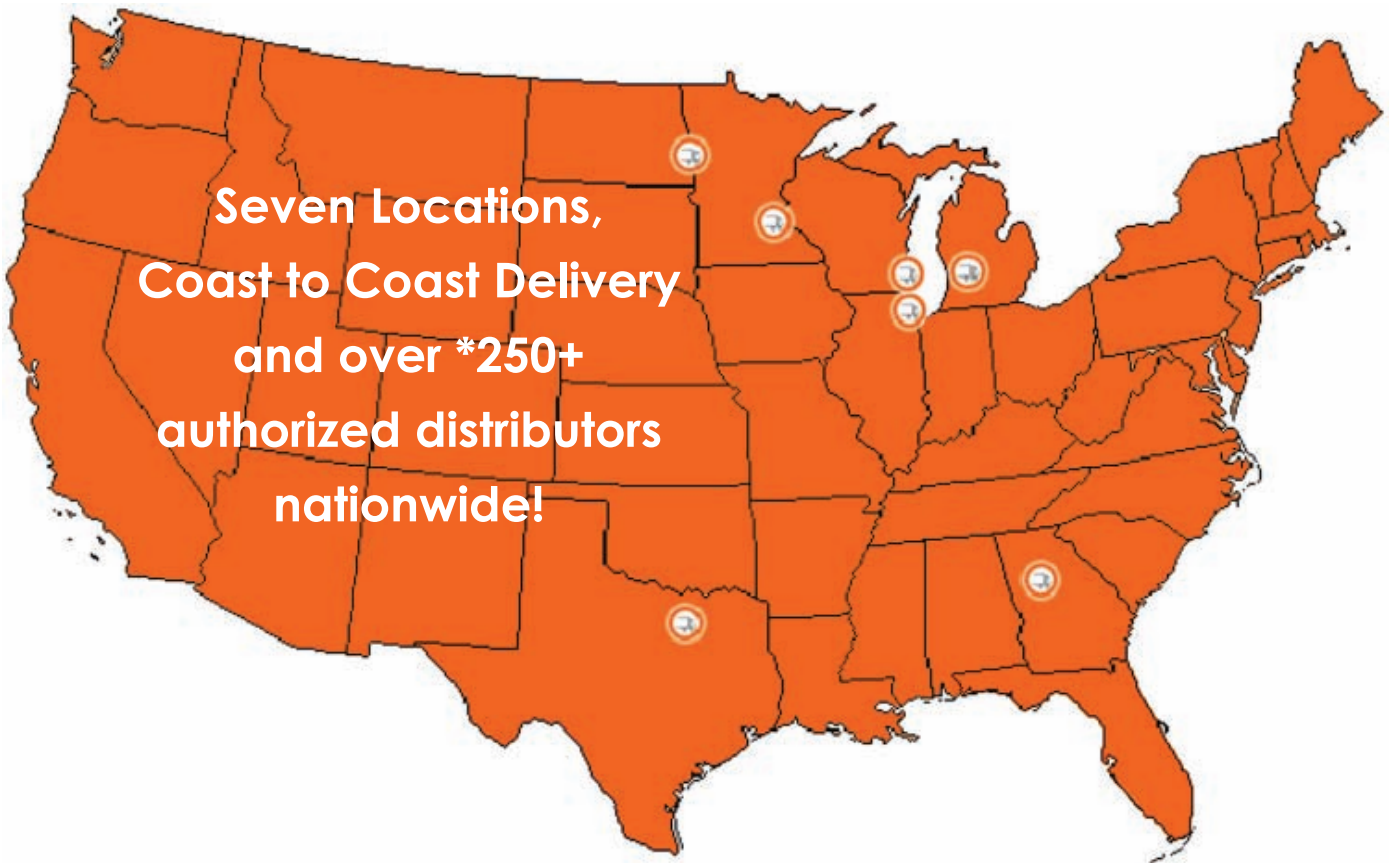 Seven Locations,
Coast to Coast Delivery
and over *250+
authorized distributors
nationwide!